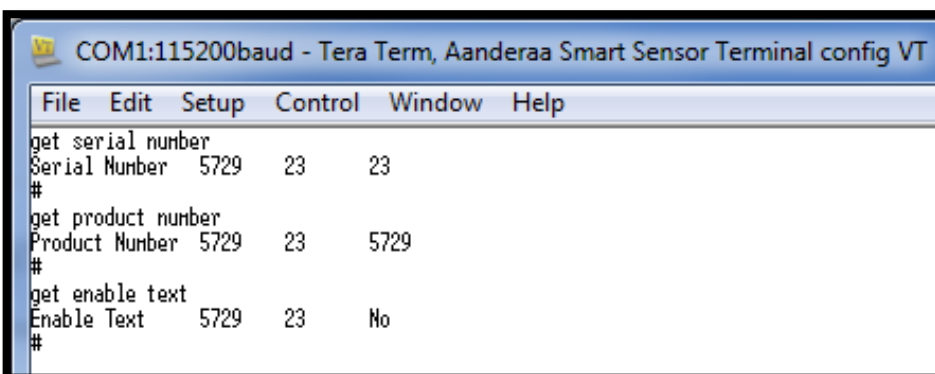 COM1:115200baud - Tera Term, Aanderaa Smart Sensor Terminal config VT
File Edit Setup Control Window Help
get serial number
Serial Number 5729 23 23
#
get product number
Product Number 5729 23 5729
#
get enable text
Enable Text 5729 23 No
#